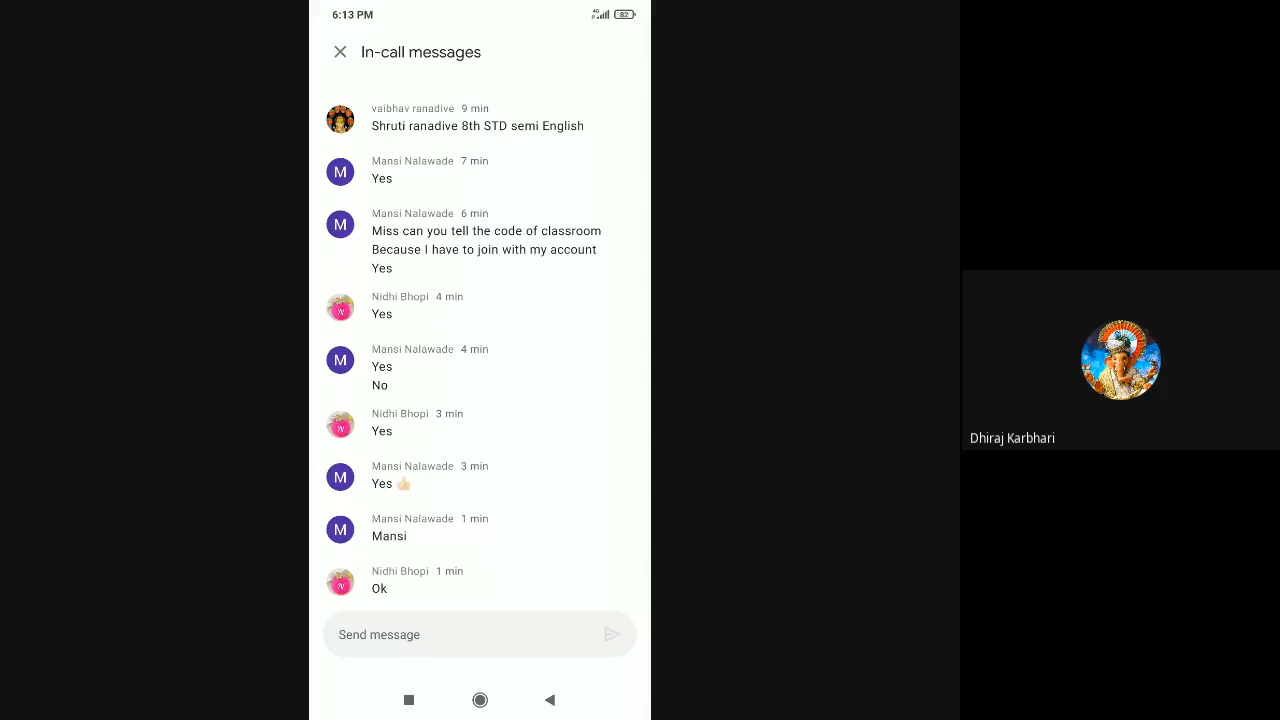 6:13 PM
4G
82
In-call messages
vaibhav ranadive 9 min
Shruti ranadive 8th STD semi English
M
Mansi Nalawade 7 min
Yes
M
Mansi Nalawade 6 min
Miss can you tell the code of classroom
Because I have to join with my account
Yes
N
Nidhi Bhopi 4 min
Yes
M
Mansi Nalawade 4 min
Yes
No
N
Nidhi Bhopi 3 min
Yes
M
Mansi Nalawade 3 min
Yes 👍🏻
M
Mansi Nalawade 1 min
Mansi
N
Nidhi Bhopi 1 min
Ok
Send message
Dhiraj Karbhari